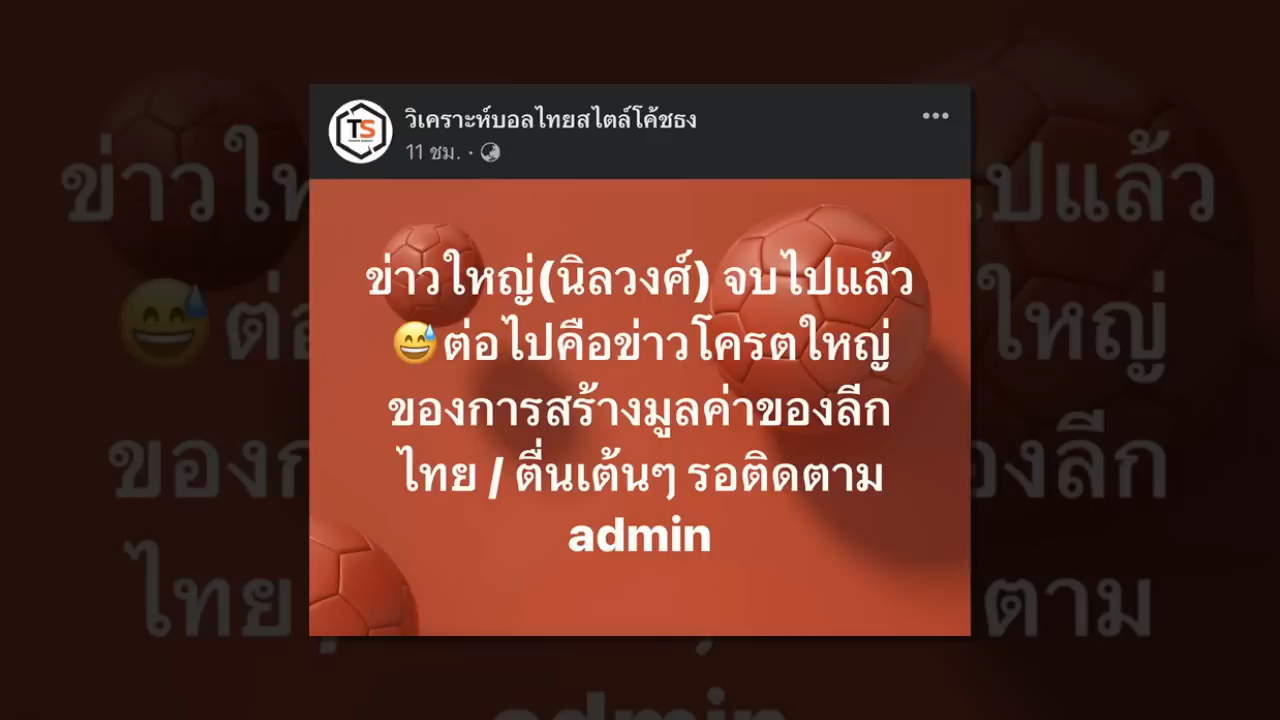 TS
วิเคราะห์บอลไทยสไตล์โค้ชธง
11 ชม. ·
ข่าวใหญ่(นิลวงศ์) จบไปแล้ว
😅ต่อไปคือข่าวโครตใหญ่
ของการสร้างมูลค่าของลีก
ไทย / ตื่นเต้นๆ รอติดตาม
admin